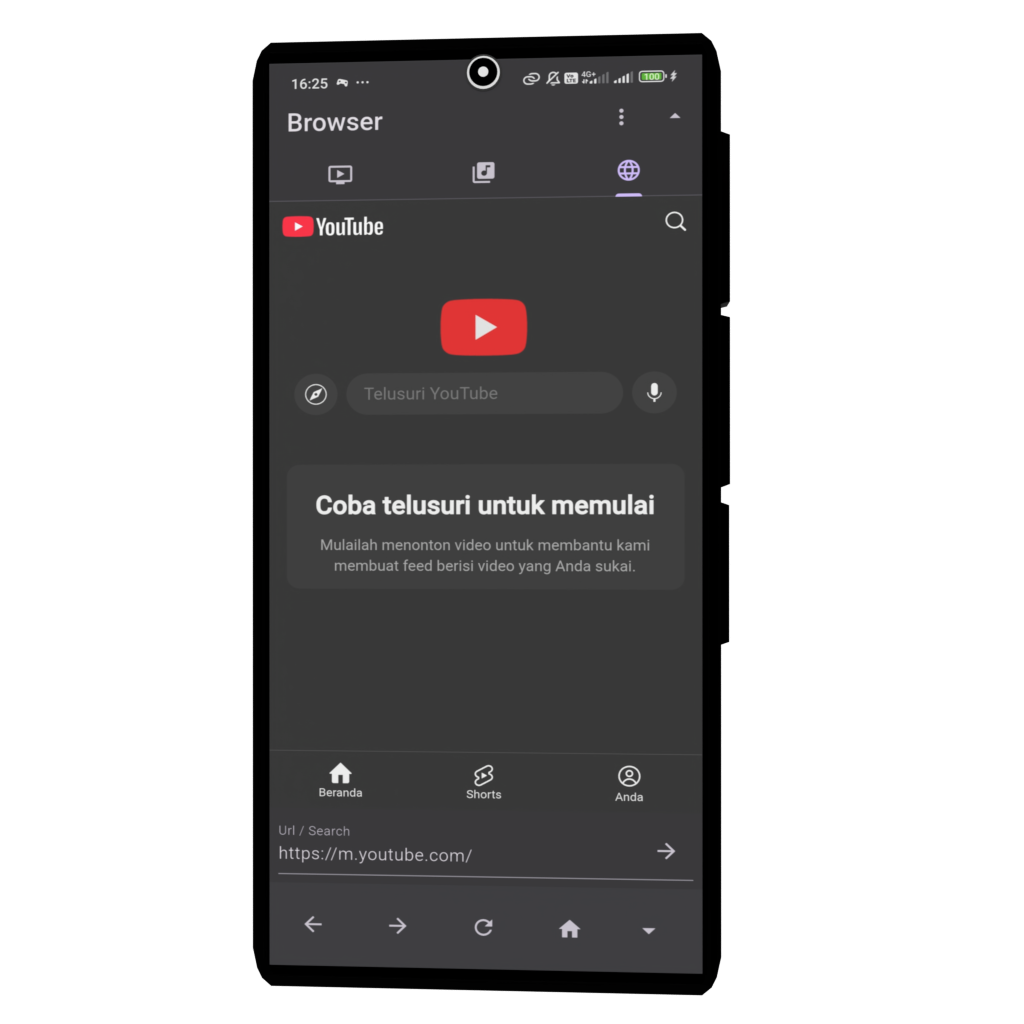 16:25
4G+
100
Browser
YouTube
Telusuri YouTube
Coba telusuri untuk memulai
Mulailah menonton video untuk membantu kami
membuat feed berisi video yang Anda sukai.
Beranda
Shorts
Anda
Url / Search
https://m.youtube.com/